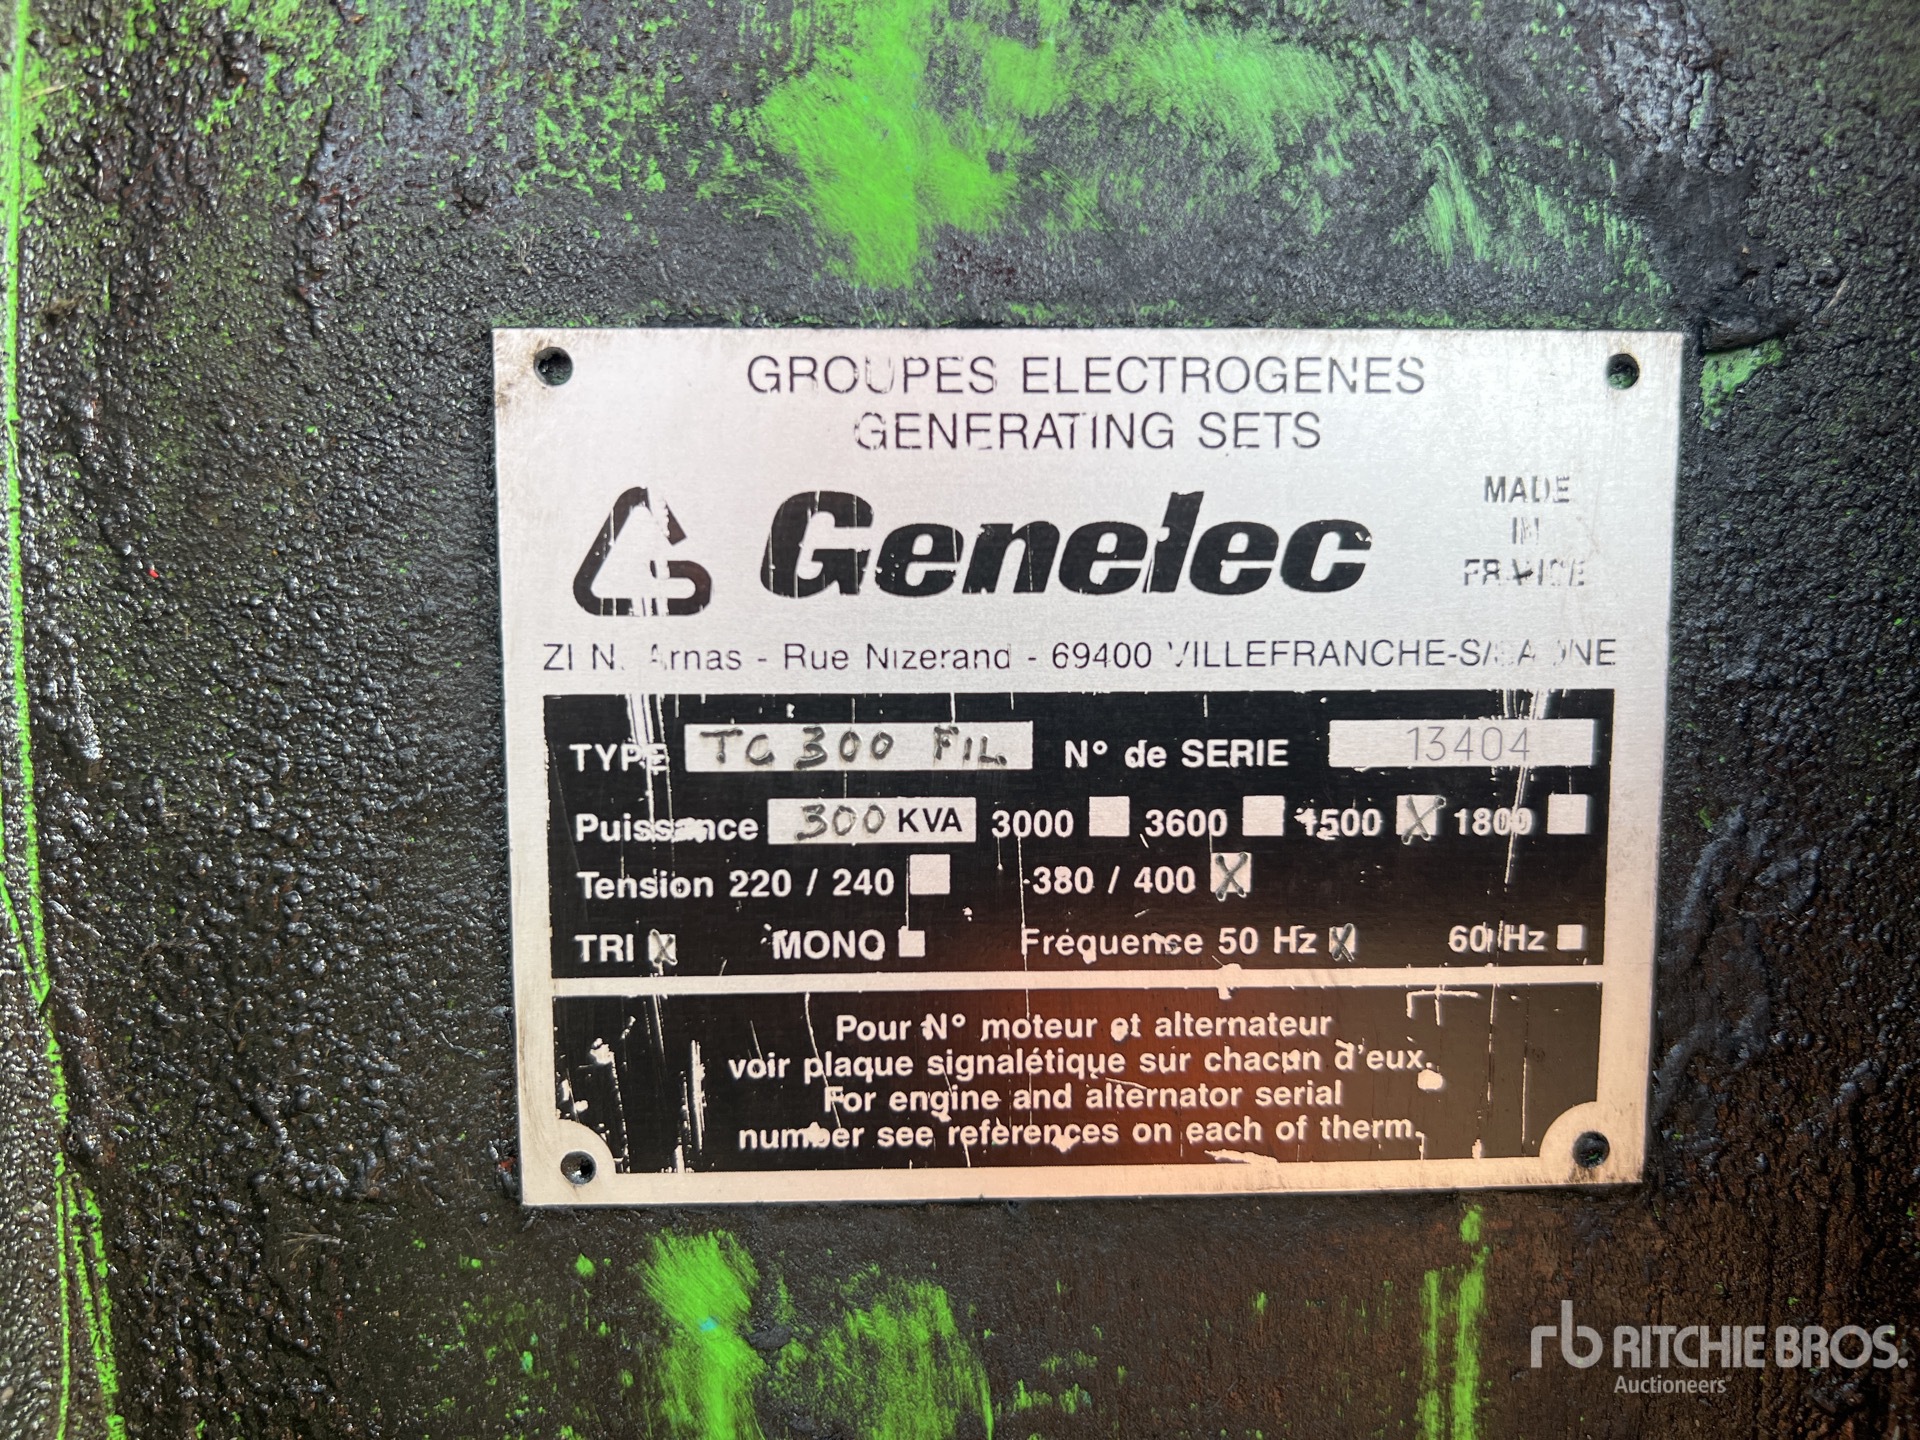 GROUPES ELECTROGENES
GENERATING SETS
Genelec
MADE
IN
FRANCE
ZI N. Arnas - Rue Nizerand - 69400 VILLEFRANCHE-S/SAONE
TYPE TC 300 FIL N° de SERIE 13404
Puissance 300 KVA 3000 3600 1500 X 1800
Tension 220 / 240 380 / 400 X
TRI X MONO Frequence 50 Hz X 60 Hz
Pour N° moteur et alternateur
voir plaque signalétique sur chacun d'eux.
For engine and alternator serial
number see references on each of therm.
rb RITCHIE BROS.
Auctioneers